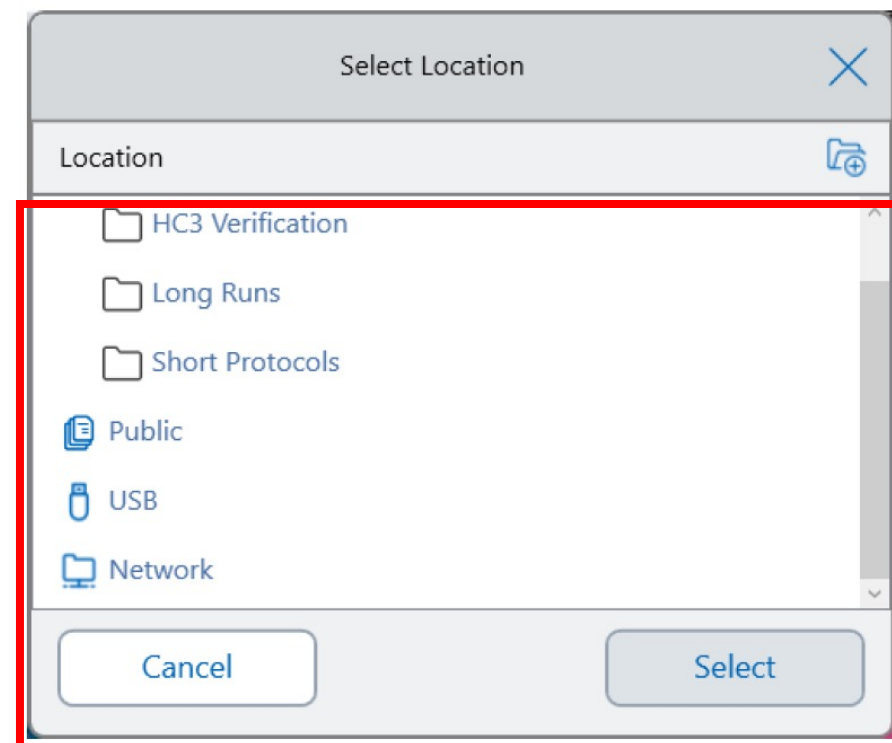 Select Location
Location
HC3 Verification
Long Runs
Short Protocols
Public
USB
Network
Cancel
Select